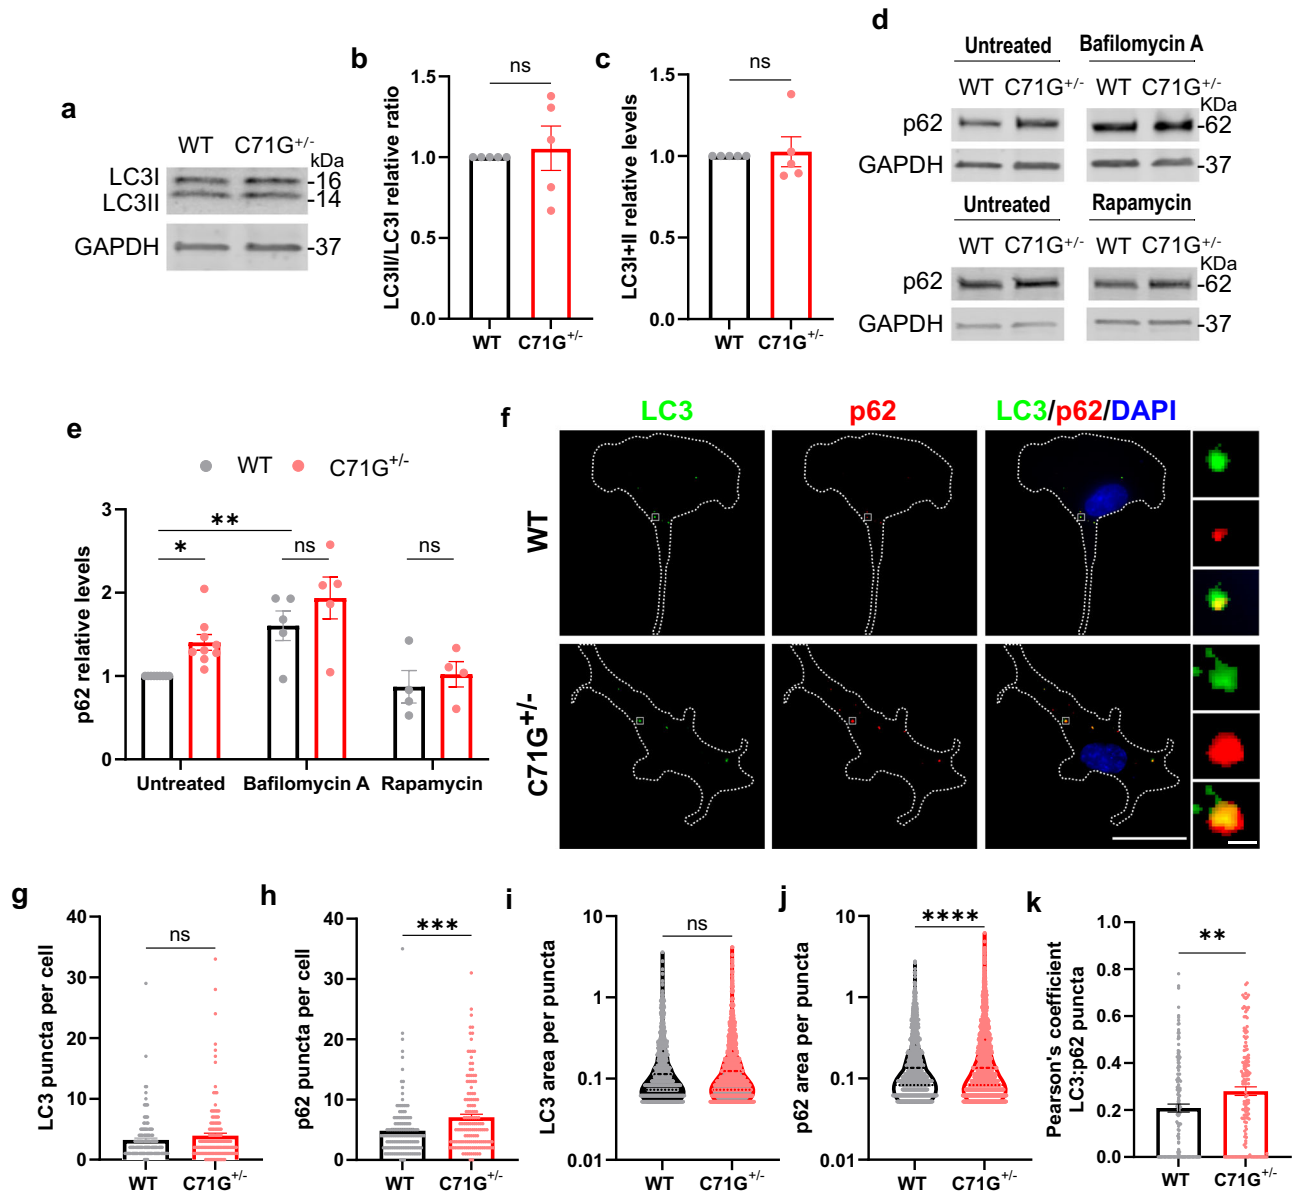 a
WT C71G+/-
kDa
LC3I
-16
LC3II
-14
GAPDH
-37
b
ns
LC3II/LC3I relative ratio
1.5
1.0
0.5
0.0
WT C71G+/-
c
ns
LC3I+II relative levels
1.5
1.0
0.5
0.0
WT C71G+/-
d
Untreated Bafilomycin A
WT C71G+/- WT C71G+/-
KDa
p62 -62
GAPDH -37
Untreated Rapamycin
WT C71G+/- WT C71G+/-
KDa
p62 -62
GAPDH -37
e
WT C71G+/-
p62 relative levels
3
2
1
0
**
*
ns
ns
Untreated Bafilomycin A Rapamycin
f
LC3 p62 LC3/p62/DAPI
WT
C71G+/-
g
LC3 puncta per cell
40
30
20
10
0
ns
WT C71G+/-
h
p62 puncta per cell
40
30
20
10
0
***
WT C71G+/-
i
LC3 area per puncta
10
1
0.1
0.01
ns
WT C71G+/-
j
p62 area per puncta
10
1
0.1
0.01
****
WT C71G+/-
k
Pearson's coefficient
LC3:p62 puncta
1.0
0.8
0.6
0.4
0.2
0.0
**
WT C71G+/-